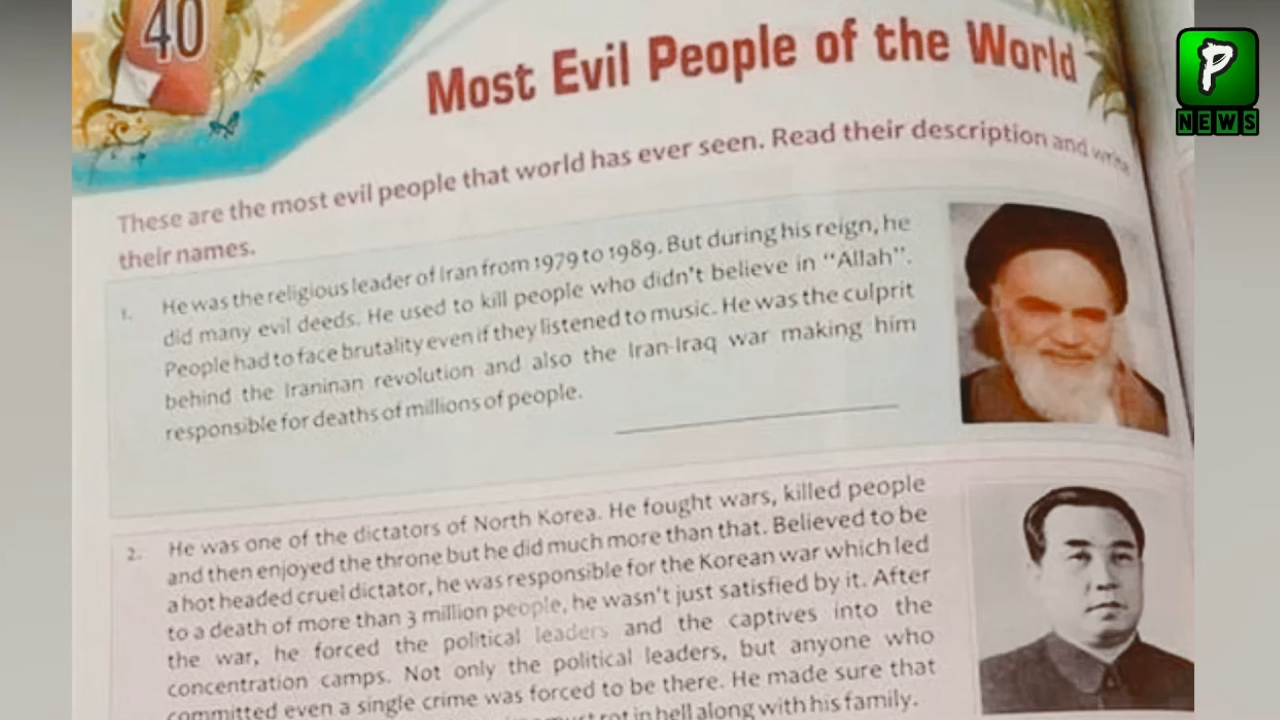 40
Most Evil People of the World
P
NEWS
These are the most evil people that world has ever seen. Read their description and write
their names.
1. He was the religious leader of Iran from 1979 to 1989. But during his reign, he
did many evil deeds. He used to kill people who didn't believe in “Allah”.
People had to face brutality even if they listened to music. He was the culprit
behind the Iraninan revolution and also the Iran-Iraq war making him
responsible for deaths of millions of people.
2. He was one of the dictators of North Korea. He fought wars, killed people
and then enjoyed the throne but he did much more than that. Believed to be
a hot headed cruel dictator, he was responsible for the Korean war which led
to a death of more than 3 million people, he wasn't just satisfied by it. After
the war, he forced the political leaders and the captives into the
concentration camps. Not only the political leaders, but anyone who
committed even a single crime was forced to be there. He made sure that
must rot in hell along with his family.